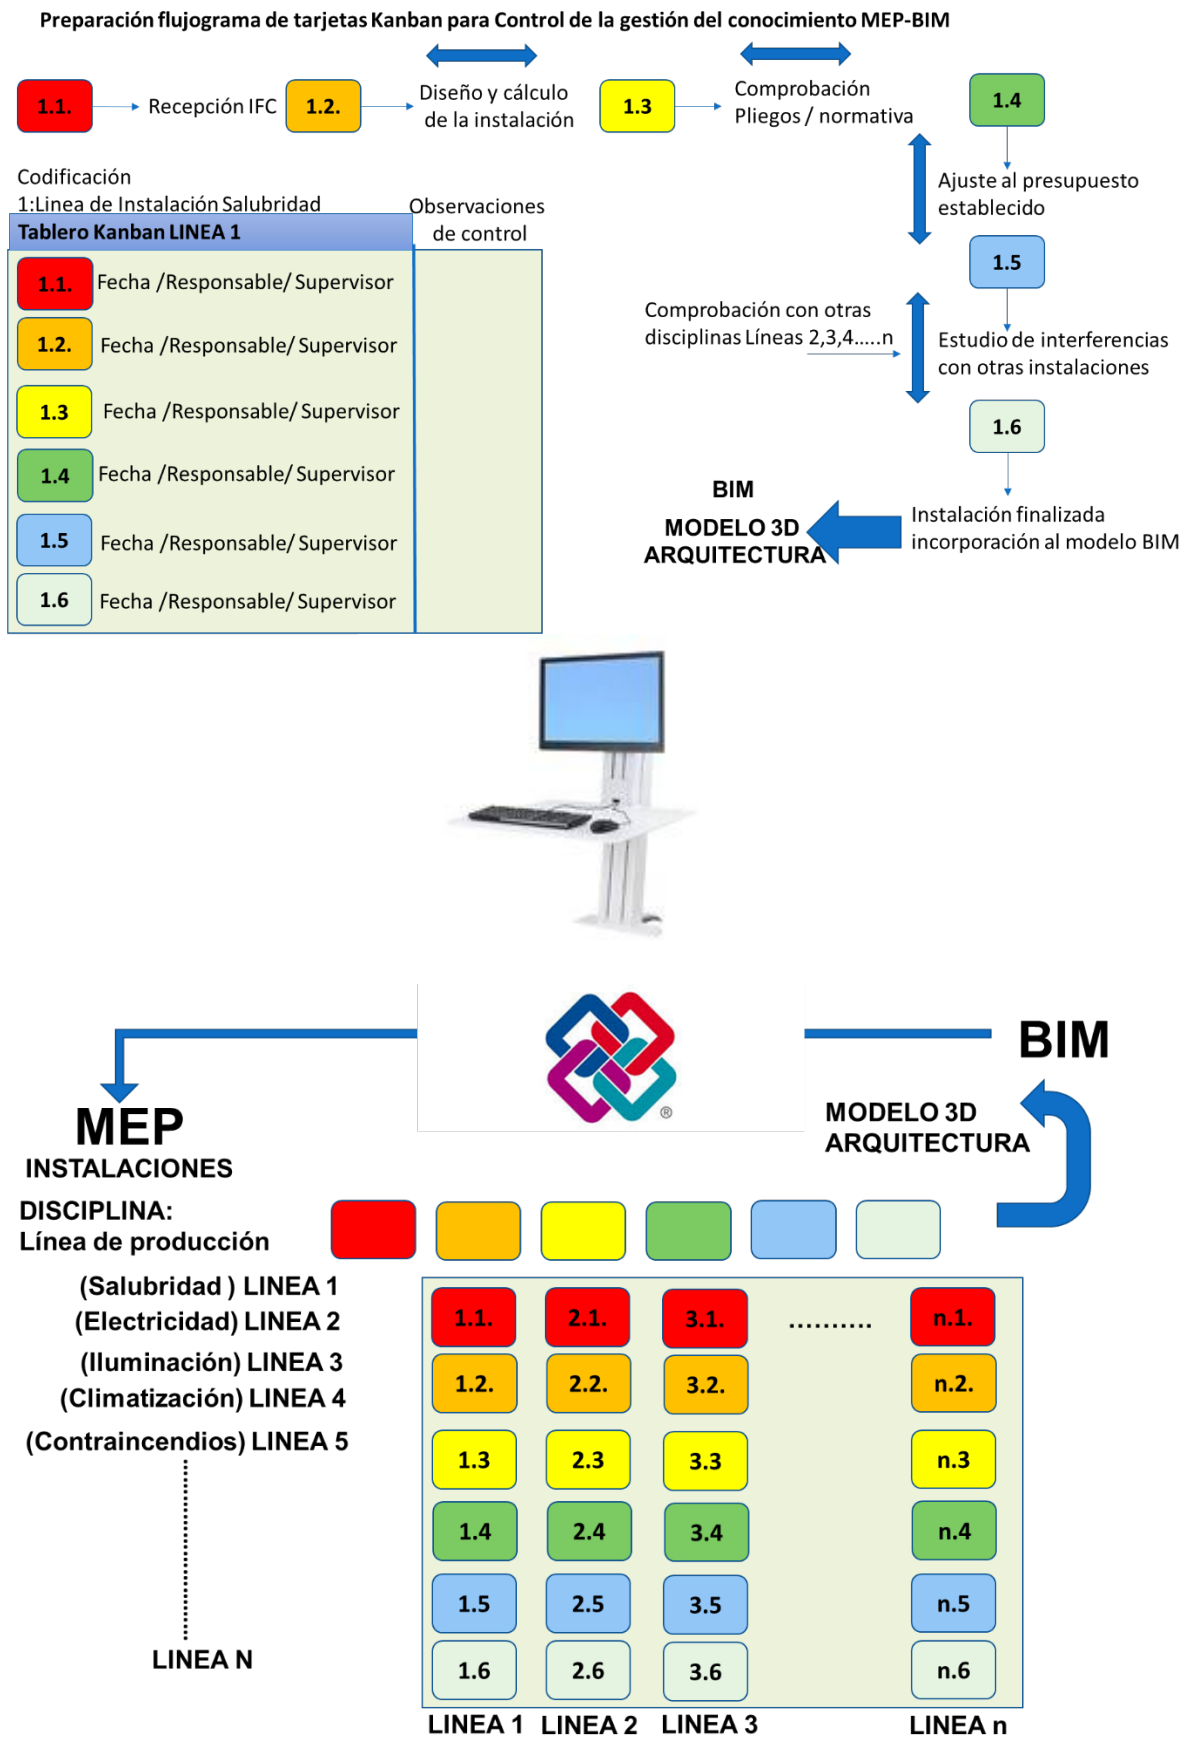 Preparación flujograma de tarjetas Kanban para Control de la gestión del conocimiento MEP-BIM
1.1.
Recepción IFC
1.2.
Diseño y cálculo
de la instalación
1.3
Comprobación
Pliegos / normativa
1.4
Ajuste al presupuesto
establecido
1.5
Comprobación con otras
disciplinas Líneas 2,3,4.....n
Estudio de interferencias
con otras instalaciones
1.6
Instalación finalizada
incorporación al modelo BIM
BIM
MODELO 3D
ARQUITECTURA
Codificación
1:Linea de Instalación Salubridad
Tablero Kanban LINEA 1
Observaciones
de control
1.1. Fecha /Responsable/ Supervisor
1.2. Fecha /Responsable/ Supervisor
1.3 Fecha /Responsable/ Supervisor
1.4 Fecha /Responsable/ Supervisor
1.5 Fecha /Responsable/ Supervisor
1.6 Fecha /Responsable/ Supervisor
®
BIM
MODELO 3D
ARQUITECTURA
MEP
INSTALACIONES
DISCIPLINA:
Línea de producción
(Salubridad ) LINEA 1
(Electricidad) LINEA 2
(Iluminación) LINEA 3
(Climatización) LINEA 4
(Contraincendios) LINEA 5
LINEA N
1.1. 2.1. 3.1. .......... n.1.
1.2. 2.2. 3.2. n.2.
1.3 2.3 3.3 n.3
1.4 2.4 3.4 n.4
1.5 2.5 3.5 n.5
1.6 2.6 3.6 n.6
LINEA 1 LINEA 2 LINEA 3 LINEA n